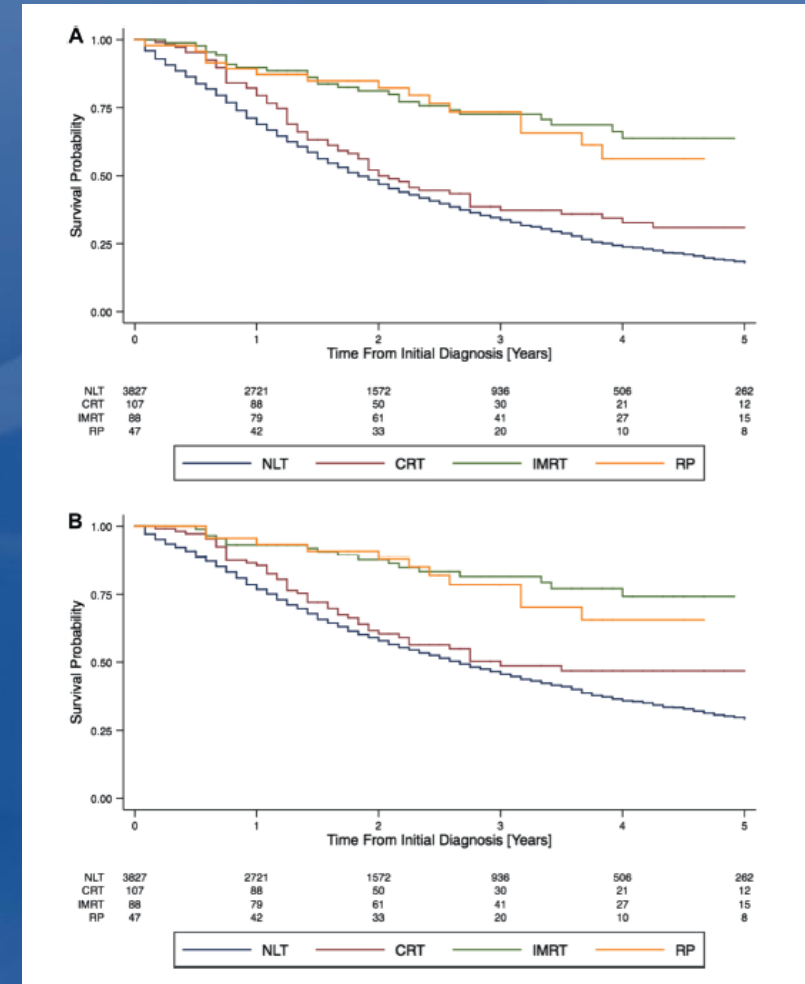 A
1.00
0.75
0.50
0.25
0.00
Survival Probability
0 1 2 3 4 5
Time From Initial Diagnosis [Years]
NLT 3827 2721 1572 936 506 262
CRT 107 88 50 30 21 12
IMRT 88 79 61 41 27 15
RP 47 42 33 20 10 8
NLT CRT IMRT RP
B
1.00
0.75
0.50
0.25
0.00
Survival Probability
0 1 2 3 4 5
Time From Initial Diagnosis [Years]
NLT 3827 2721 1572 936 506 262
CRT 107 88 50 30 21 12
IMRT 88 79 61 41 27 15
RP 47 42 33 20 10 8
NLT CRT IMRT RP